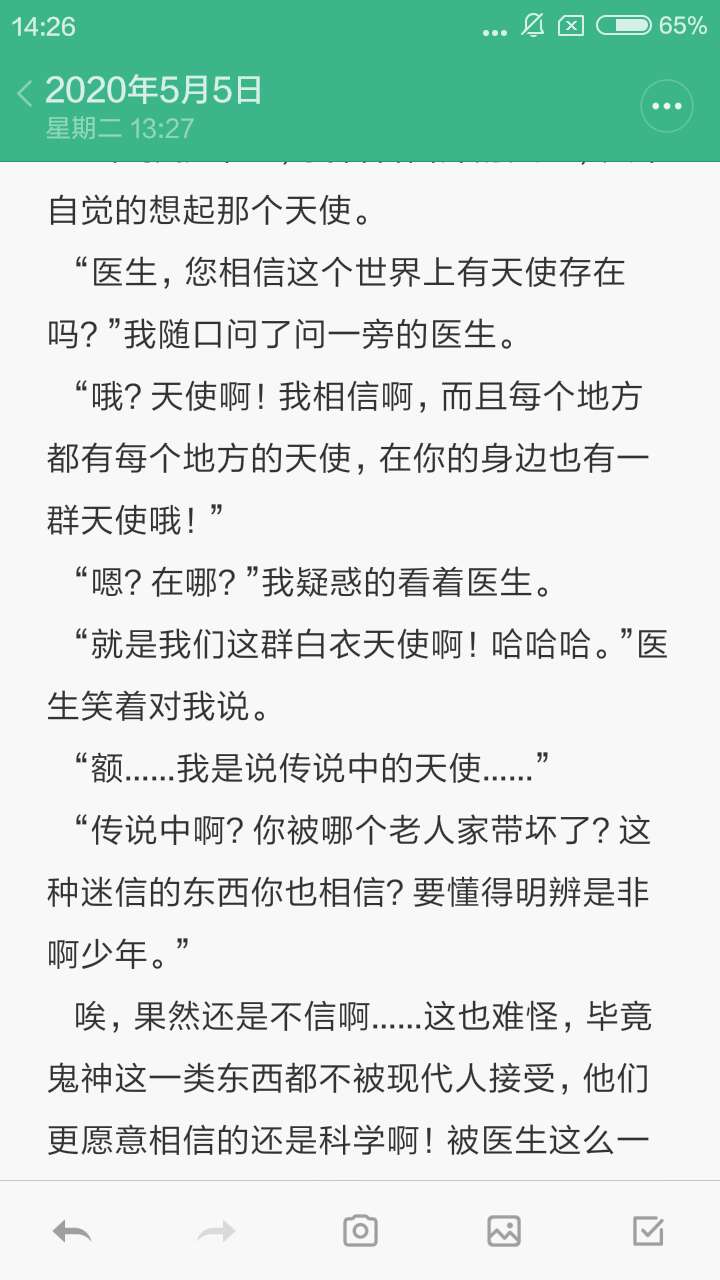 14:26
65%
2020年5月5日
星期二 13:27
自觉的想起那个天使。
“医生，您相信这个世界上有天使存在
吗？”我随口问了问一旁的医生。
“哦？天使啊！我相信啊，而且每个地方
都有每个地方的天使，在你的身边也有一
群天使哦！”
“嗯？在哪？”我疑惑的看着医生。
“就是我们这群白衣天使啊！哈哈哈。”医
生笑着对我说。
“额……我是说传说中的天使……”
“传说中啊？你被哪个老人家带坏了？这
种迷信的东西你也相信？要懂得明辨是非
啊少年。”
唉，果然还是不信啊……这也难怪，毕竟
鬼神这一类东西都不被现代人接受，他们
更愿意相信的还是科学啊！被医生这么一